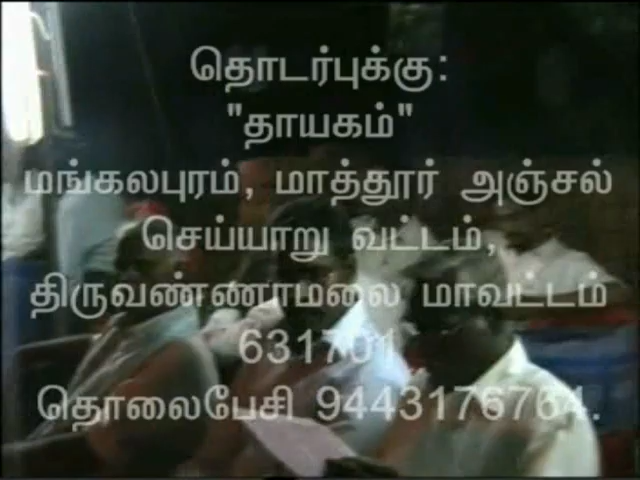 தொடர்புக்கு:
"தாயகம்"
மங்கலபுரம், மாத்தூர் அஞ்சல்
செய்யாறு வட்டம்,
திருவண்ணாமலை மாவட்டம்
631701
தொலைபேசி 9443176764.